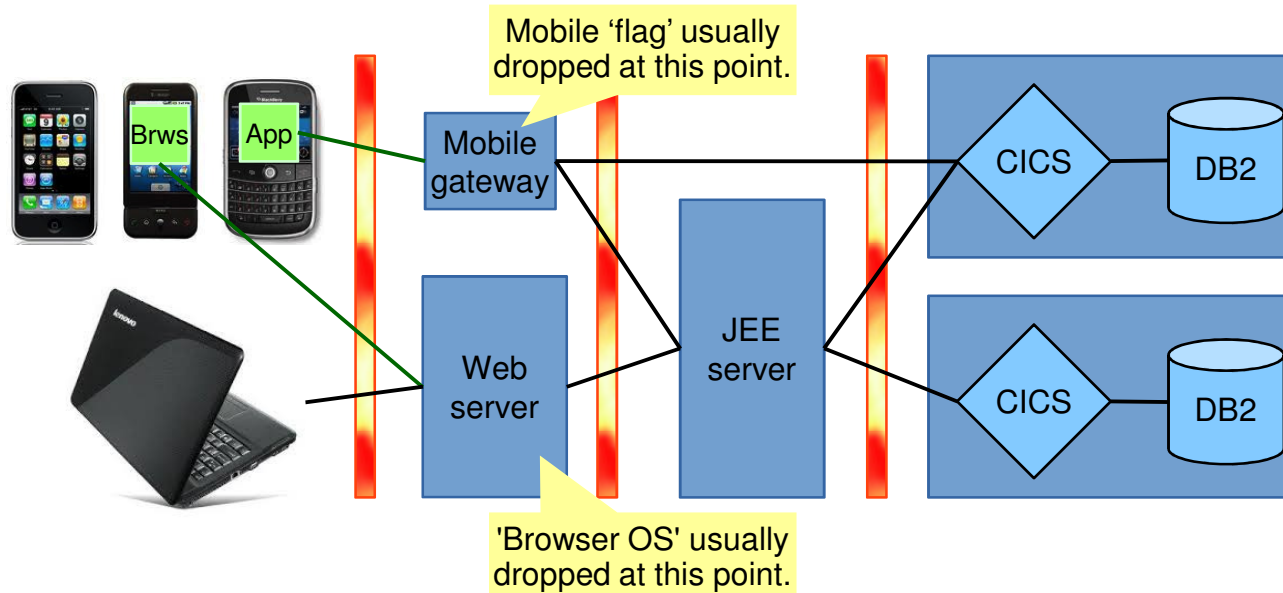 Mobile ‘flag’ usually
dropped at this point.
Brws
App
Mobile
gateway
CICS
DB2
JEE
server
lenovo
Web
server
CICS
DB2
'Browser OS' usually
dropped at this point.